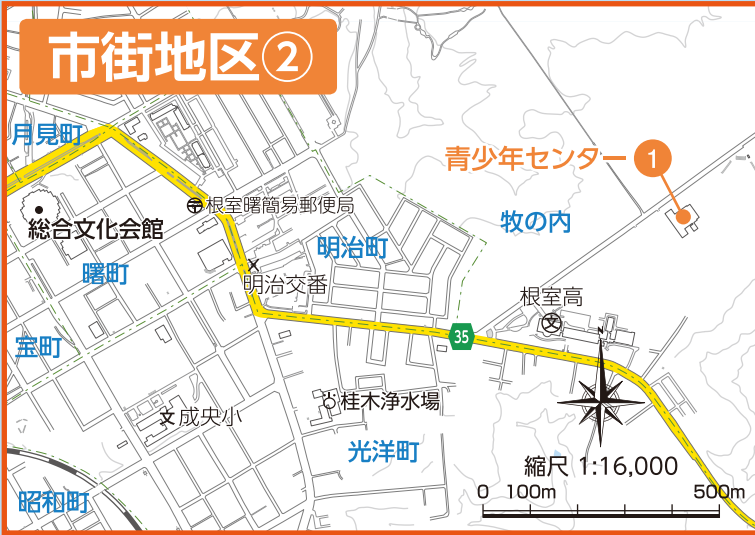 市街地区②
月見町
青少年センター
1
根室曙簡易郵便局
総合文化会館
牧の内
明治町
曙町
明治交番
根室高
文
35
宝町
N
桂木浄水場
文
成央小
光洋町
縮尺 1:16,000
昭和町
0 100m 500m